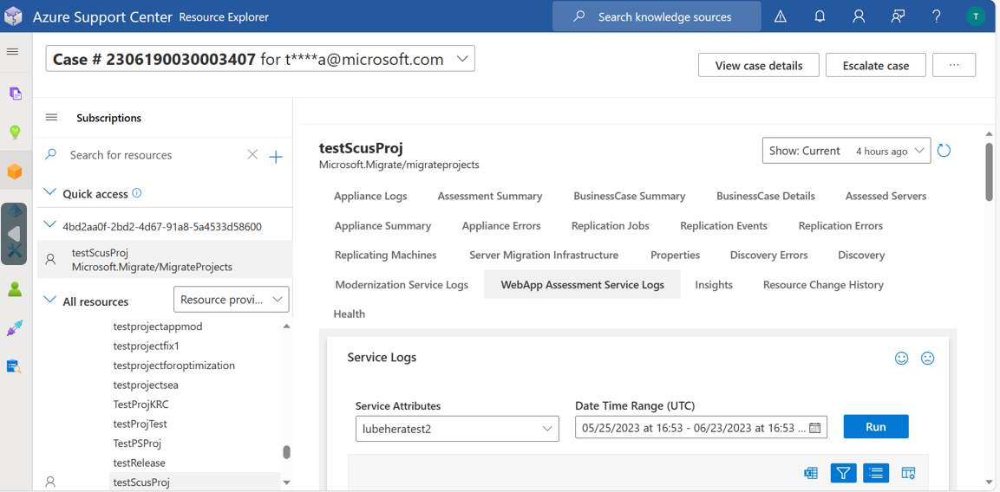 Azure Support Center Resource Explorer
Search knowledge sources
T
Case # 2306190030003407 for t****a@microsoft.com
View case details
Escalate case
...
Subscriptions
Search for resources
Quick access
4bd2aa0f-2bd2-4d67-91a8-5a4533d58600
testScusProj
Microsoft.Migrate/MigrateProjects
All resources
Resource provi...
testprojectappmod
testprojectfix1
testprojectforoptimization
testprojectsea
TestProjKRC
testProjTest
TestPSProj
testRelease
testScusProj
testScusProj
Microsoft.Migrate/migrateprojects
Show: Current 4 hours ago
Appliance Logs Assessment Summary BusinessCase Summary BusinessCase Details Assessed Servers
Appliance Summary Appliance Errors Replication Jobs Replication Events Replication Errors
Replicating Machines Server Migration Infrastructure Properties Discovery Errors Discovery
Modernization Service Logs WebApp Assessment Service Logs Insights Resource Change History
Health
Service Logs
Service Attributes
lubeheratest2
Date Time Range (UTC)
05/25/2023 at 16:53 - 06/23/2023 at 16:53 ...
Run